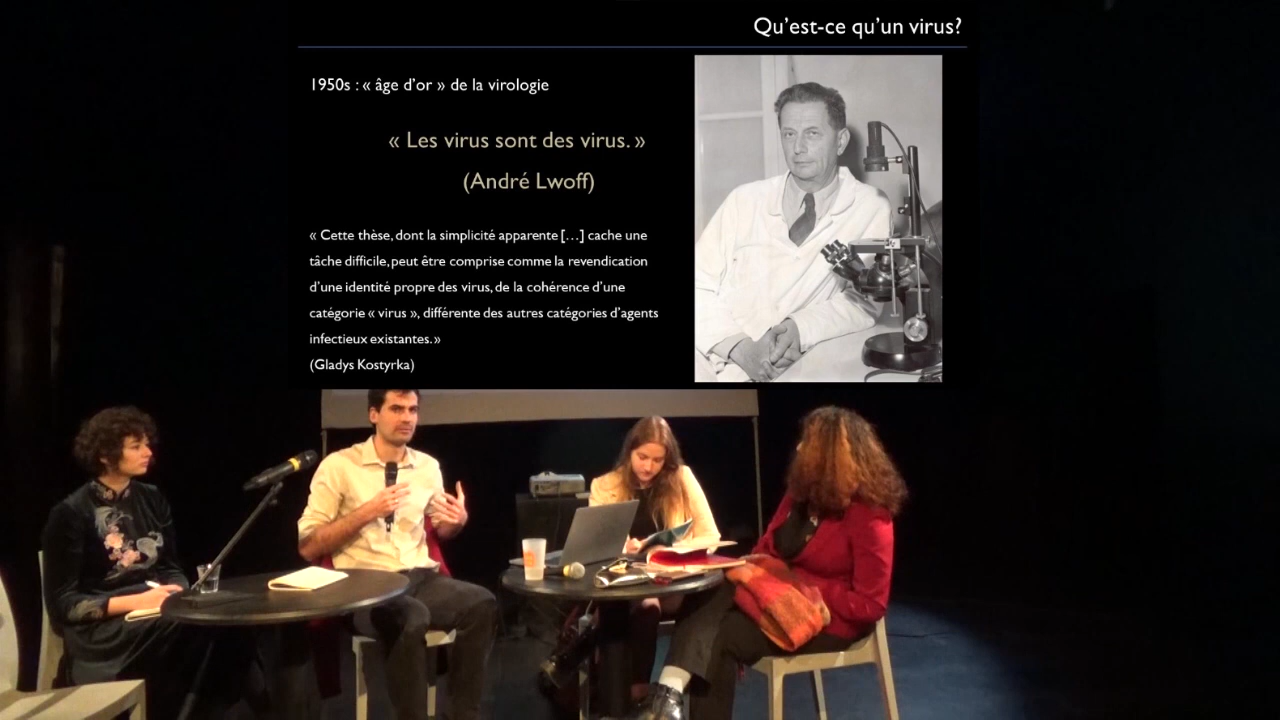 Qu'est-ce qu'un virus?
1950s : « âge d'or » de la virologie
« Les virus sont des virus. »
(André Lwoff)
« Cette thèse, dont la simplicité apparente […] cache une
tâche difficile, peut être comprise comme la revendication
d'une identité propre des virus, de la cohérence d'une
catégorie « virus », différente des autres catégories d'agents
infectieux existantes. »
(Gladys Kostyrka)